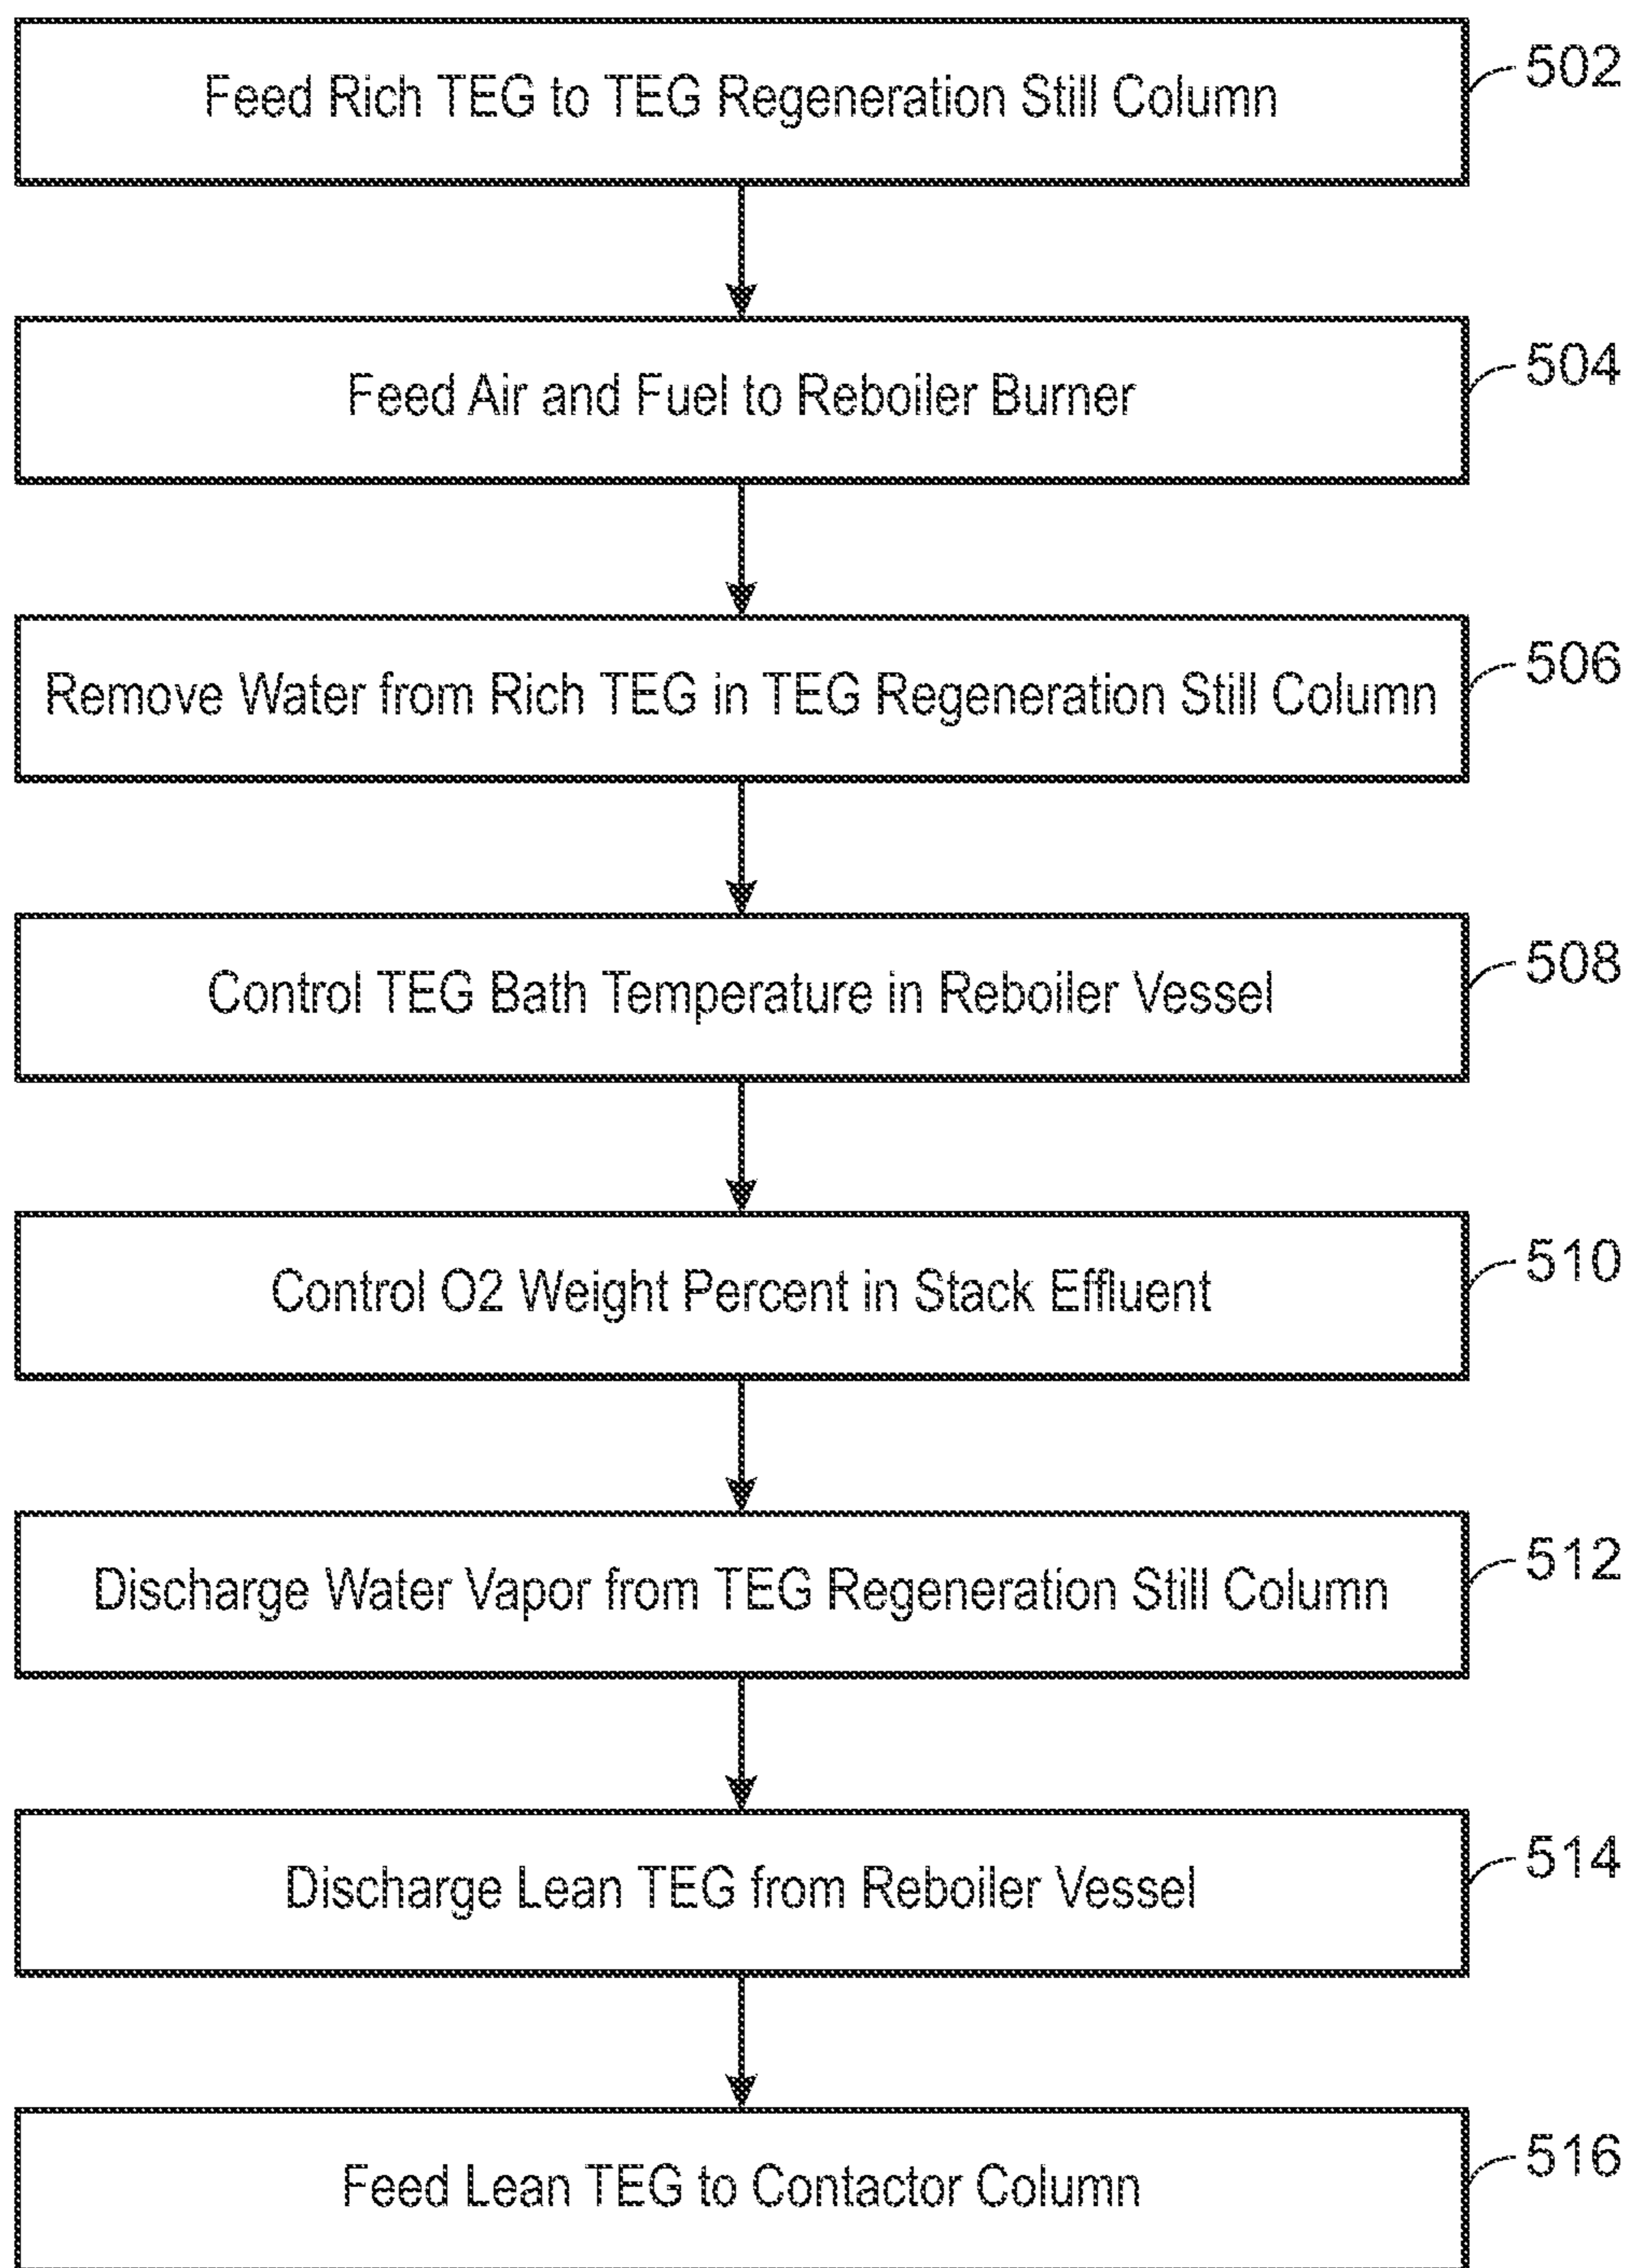 Feed Rich TEG to TEG Regeneration Still Column
502
Feed Air and Fuel to Reboiler Burner
504
Remove Water from Rich TEG in TEG Regeneration Still Column
506
Control TEG Bath Temperature in Reboiler Vessel
508
Control O2 Weight Percent in Stack Effluent
510
Discharge Water Vapor from TEG Regeneration Still Column
512
Discharge Lean TEG from Reboiler Vessel
514
Feed Lean TEG to Contactor Column
516